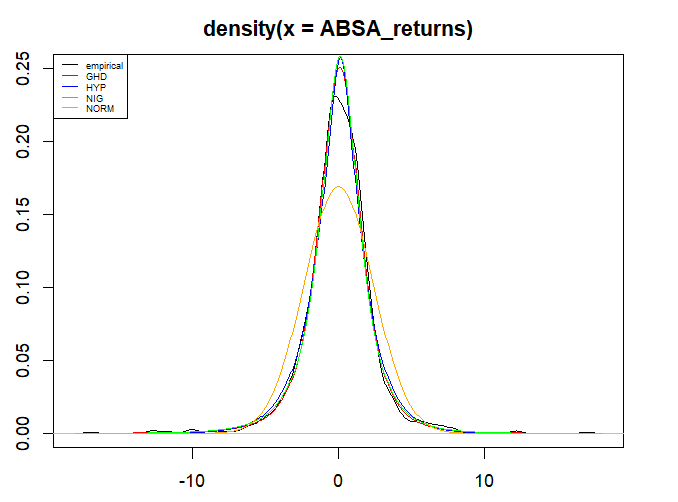 density(x = ABSA_returns)
0.25
0.20
0.15
0.10
0.05
0.00
empirical
GHD
HYP
NIG
NORM
-10 0 10